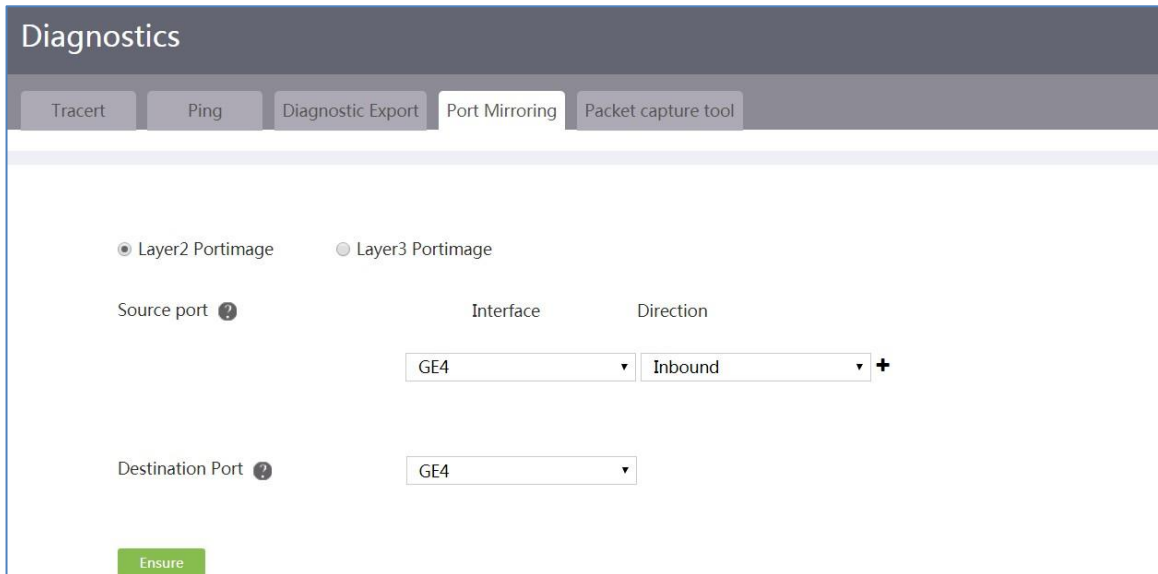 Diagnostics
Tracert Ping Diagnostic Export Port Mirroring Packet capture tool
Layer2 Portimage Layer3 Portimage
Source port ? Interface Direction
GE4 Inbound +
Destination Port ? GE4
Ensure